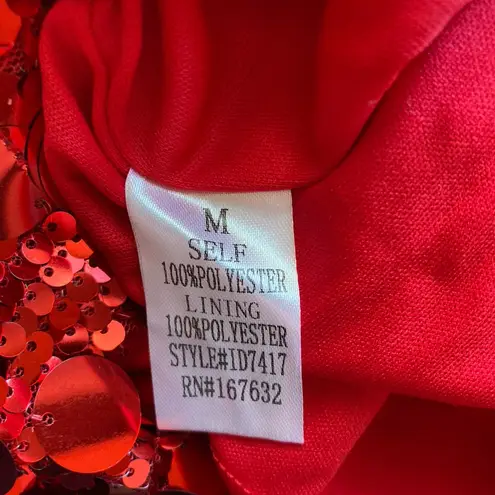 M
SELF
100%POLYESTER
LINING
100%POLYESTER
STYLE#ID7417
RN#167632